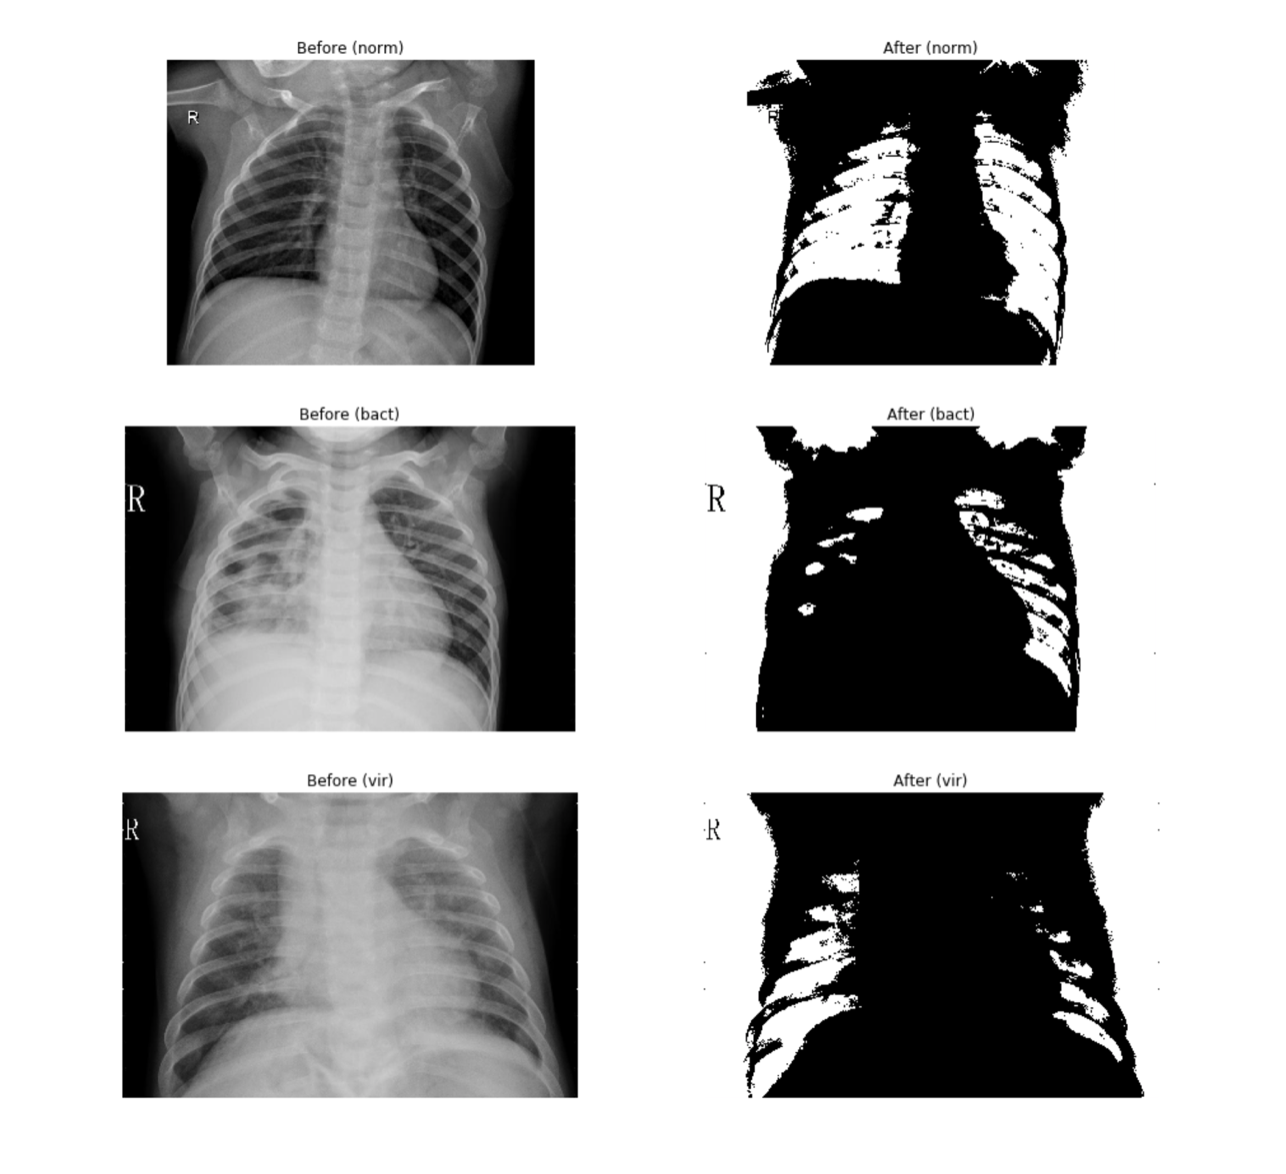 Before (norm)
After (norm)
R
R
Before (bact)
After (bact)
R
R
Before (vir)
After (vir)
R
R